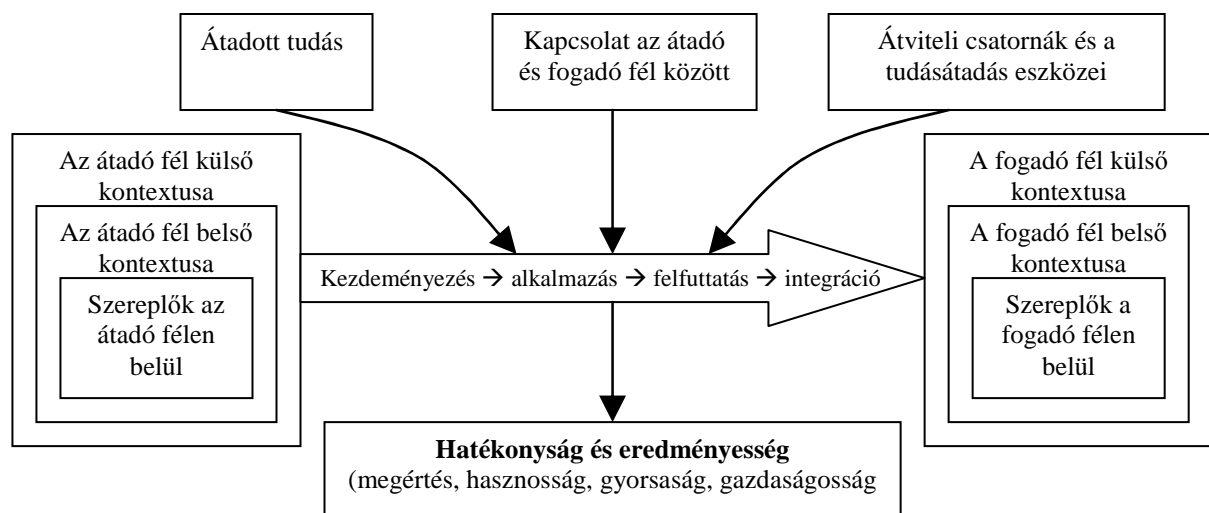 Átadott tudás
Kapcsolat az átadó
és fogadó fél között
Átviteli csatornák és a
tudásátadás eszközei
Az átadó fél külső
kontextusa
Az átadó fél belső
kontextusa
Szereplők az
átadó félen
belül
Kezdeményezés → alkalmazás → felfuttatás → integráció
A fogadó fél külső
kontextusa
A fogadó fél belső
kontextusa
Szereplők a
fogadó félen
belül
Hatékonyság és eredményesség
(megértés, hasznosság, gyorsaság, gazdaságosság